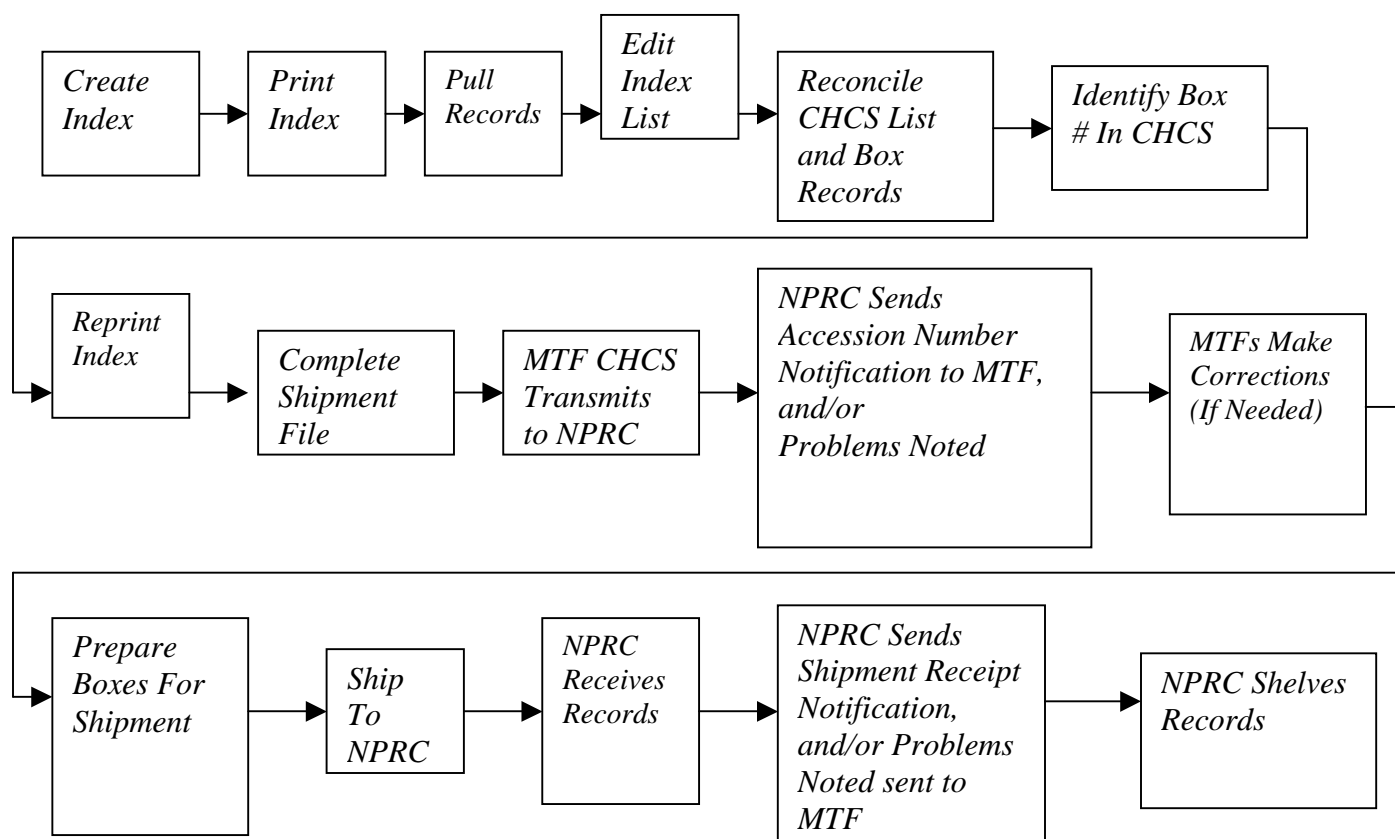 Create
Index
Print
Index
Pull
Records
Edit
Index
List
Reconcile
CHCS List
and Box
Records
Identify Box
# In CHCS
Reprint
Index
Complete
Shipment
File
MTF CHCS
Transmits
to NPRC
NPRC Sends
Accession Number
Notification to MTF,
and/or
Problems Noted
MTFs Make
Corrections
(If Needed)
Prepare
Boxes For
Shipment
Ship
To
NPRC
NPRC
Receives
Records
NPRC Sends
Shipment Receipt
Notification,
and/or Problems
Noted sent to
MTF
NPRC Shelves
Records